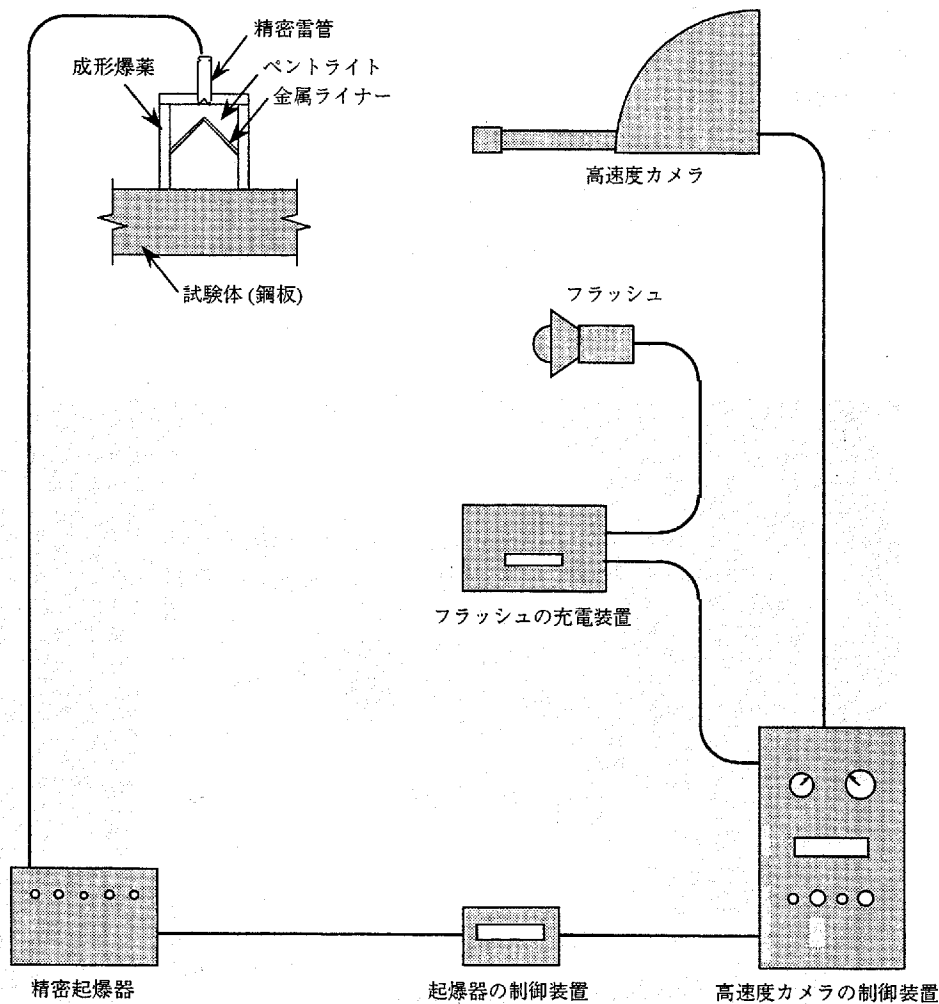 精密雷管
成形爆薬
ペントライト
金属ライナー
高速度カメラ
試験体(鋼板)
フラッシュ
フラッシュの充電装置
精密起爆器
起爆器の制御装置
高速度カメラの制御装置